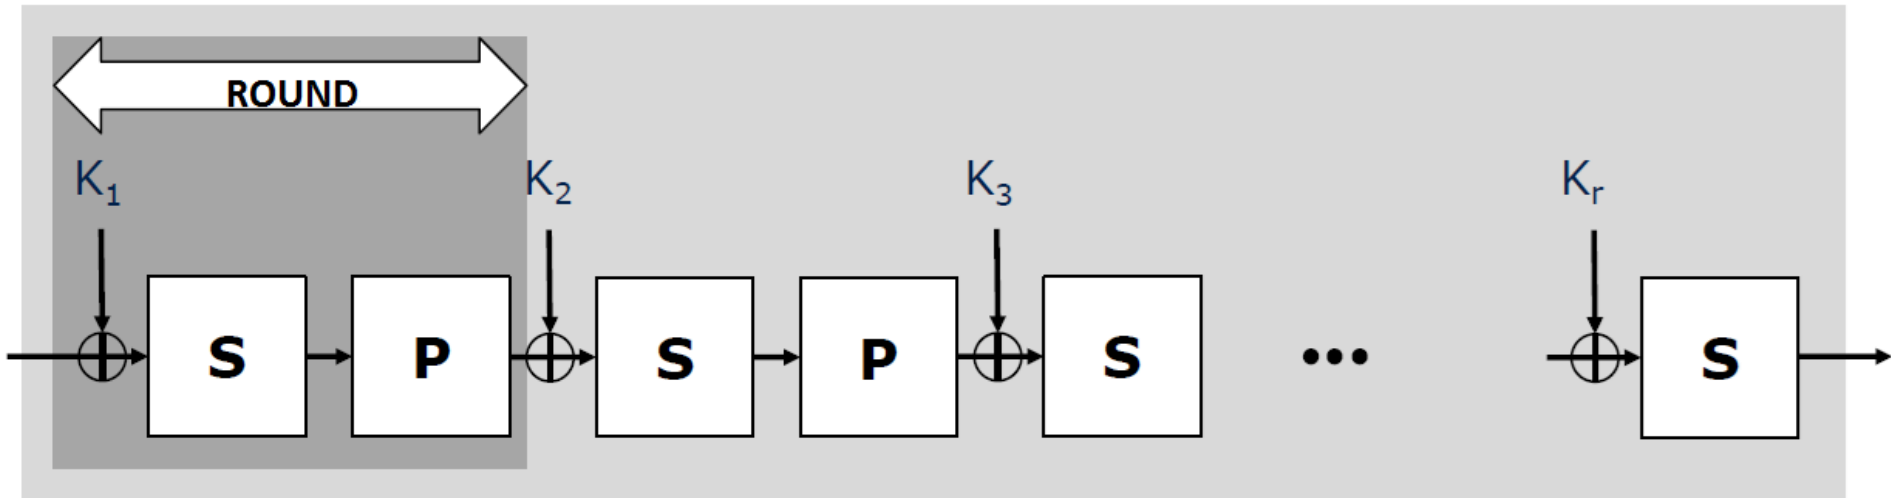 ROUND
K₁ K₂ K₃ Kᵣ
S P S P S ••• S